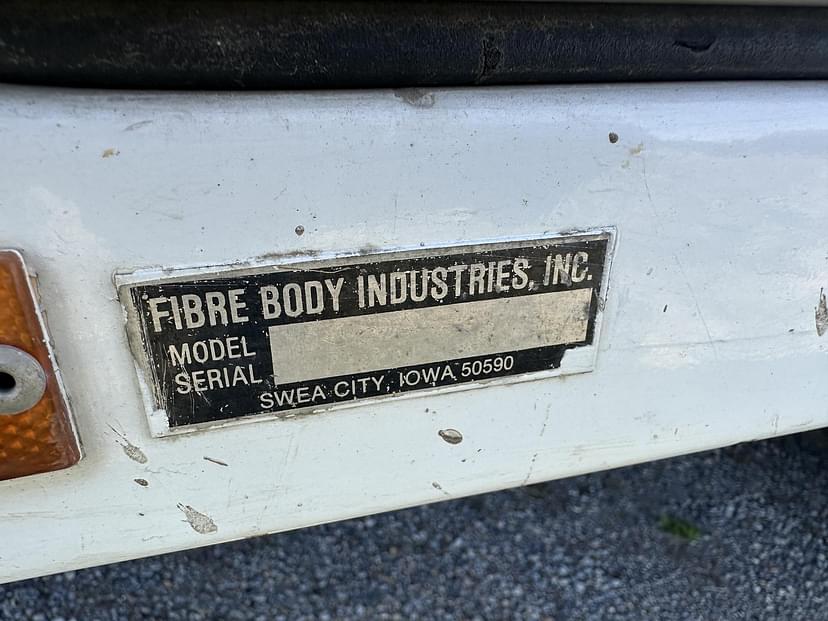 FIBRE BODY INDUSTRIES, INC.
MODEL
SERIAL
SWEA CITY, IOWA 50590